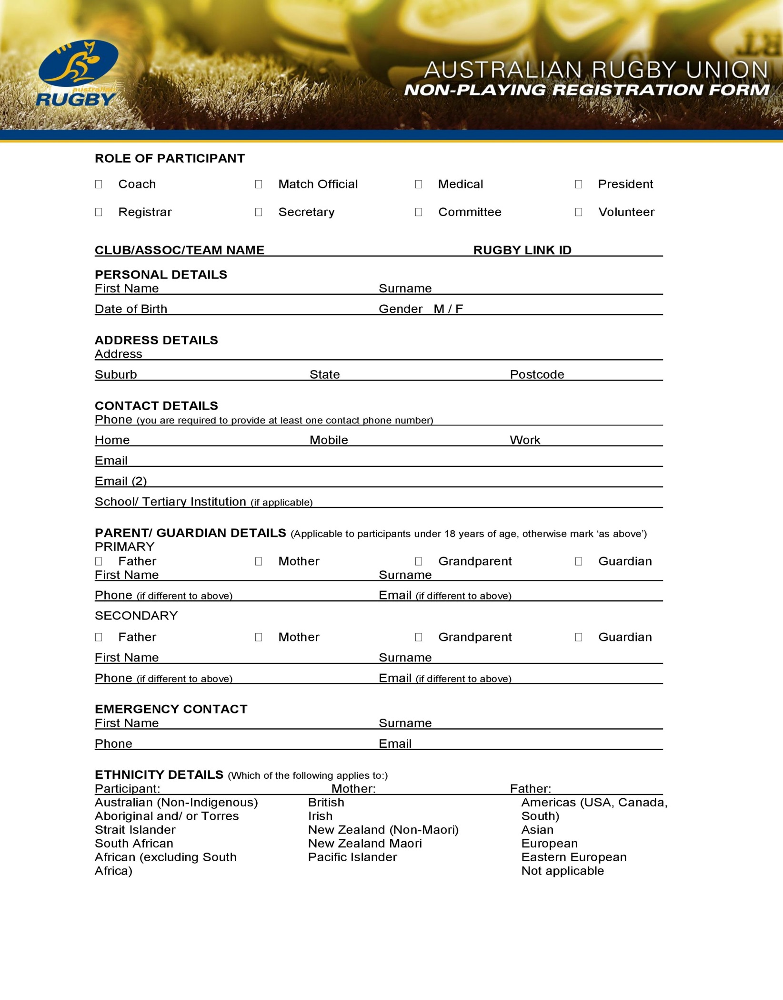 australian
RUGBY
AUSTRALIAN RUGBY UNION
NON-PLAYING REGISTRATION FORM
ROLE OF PARTICIPANT
Coach Match Official Medical President
Registrar Secretary Committee Volunteer
CLUB/ASSOC/TEAM NAME RUGBY LINK ID
PERSONAL DETAILS
First Name Surname
Date of Birth Gender M / F
ADDRESS DETAILS
Address
Suburb State Postcode
CONTACT DETAILS
Phone (you are required to provide at least one contact phone number)
Home Mobile Work
Email
Email (2)
School/ Tertiary Institution (if applicable)
PARENT/ GUARDIAN DETAILS (Applicable to participants under 18 years of age, otherwise mark ‘as above’)
PRIMARY
Father Mother Grandparent Guardian
First Name Surname
Phone (if different to above) Email (if different to above)
SECONDARY
Father Mother Grandparent Guardian
First Name Surname
Phone (if different to above) Email (if different to above)
EMERGENCY CONTACT
First Name Surname
Phone Email
ETHNICITY DETAILS (Which of the following applies to:)
Participant: Mother: Father:
Australian (Non-Indigenous)
Aboriginal and/ or Torres
Strait Islander
South African
African (excluding South
Africa)
British
Irish
New Zealand (Non-Maori)
New Zealand Maori
Pacific Islander
Americas (USA, Canada,
South)
Asian
European
Eastern European
Not applicable